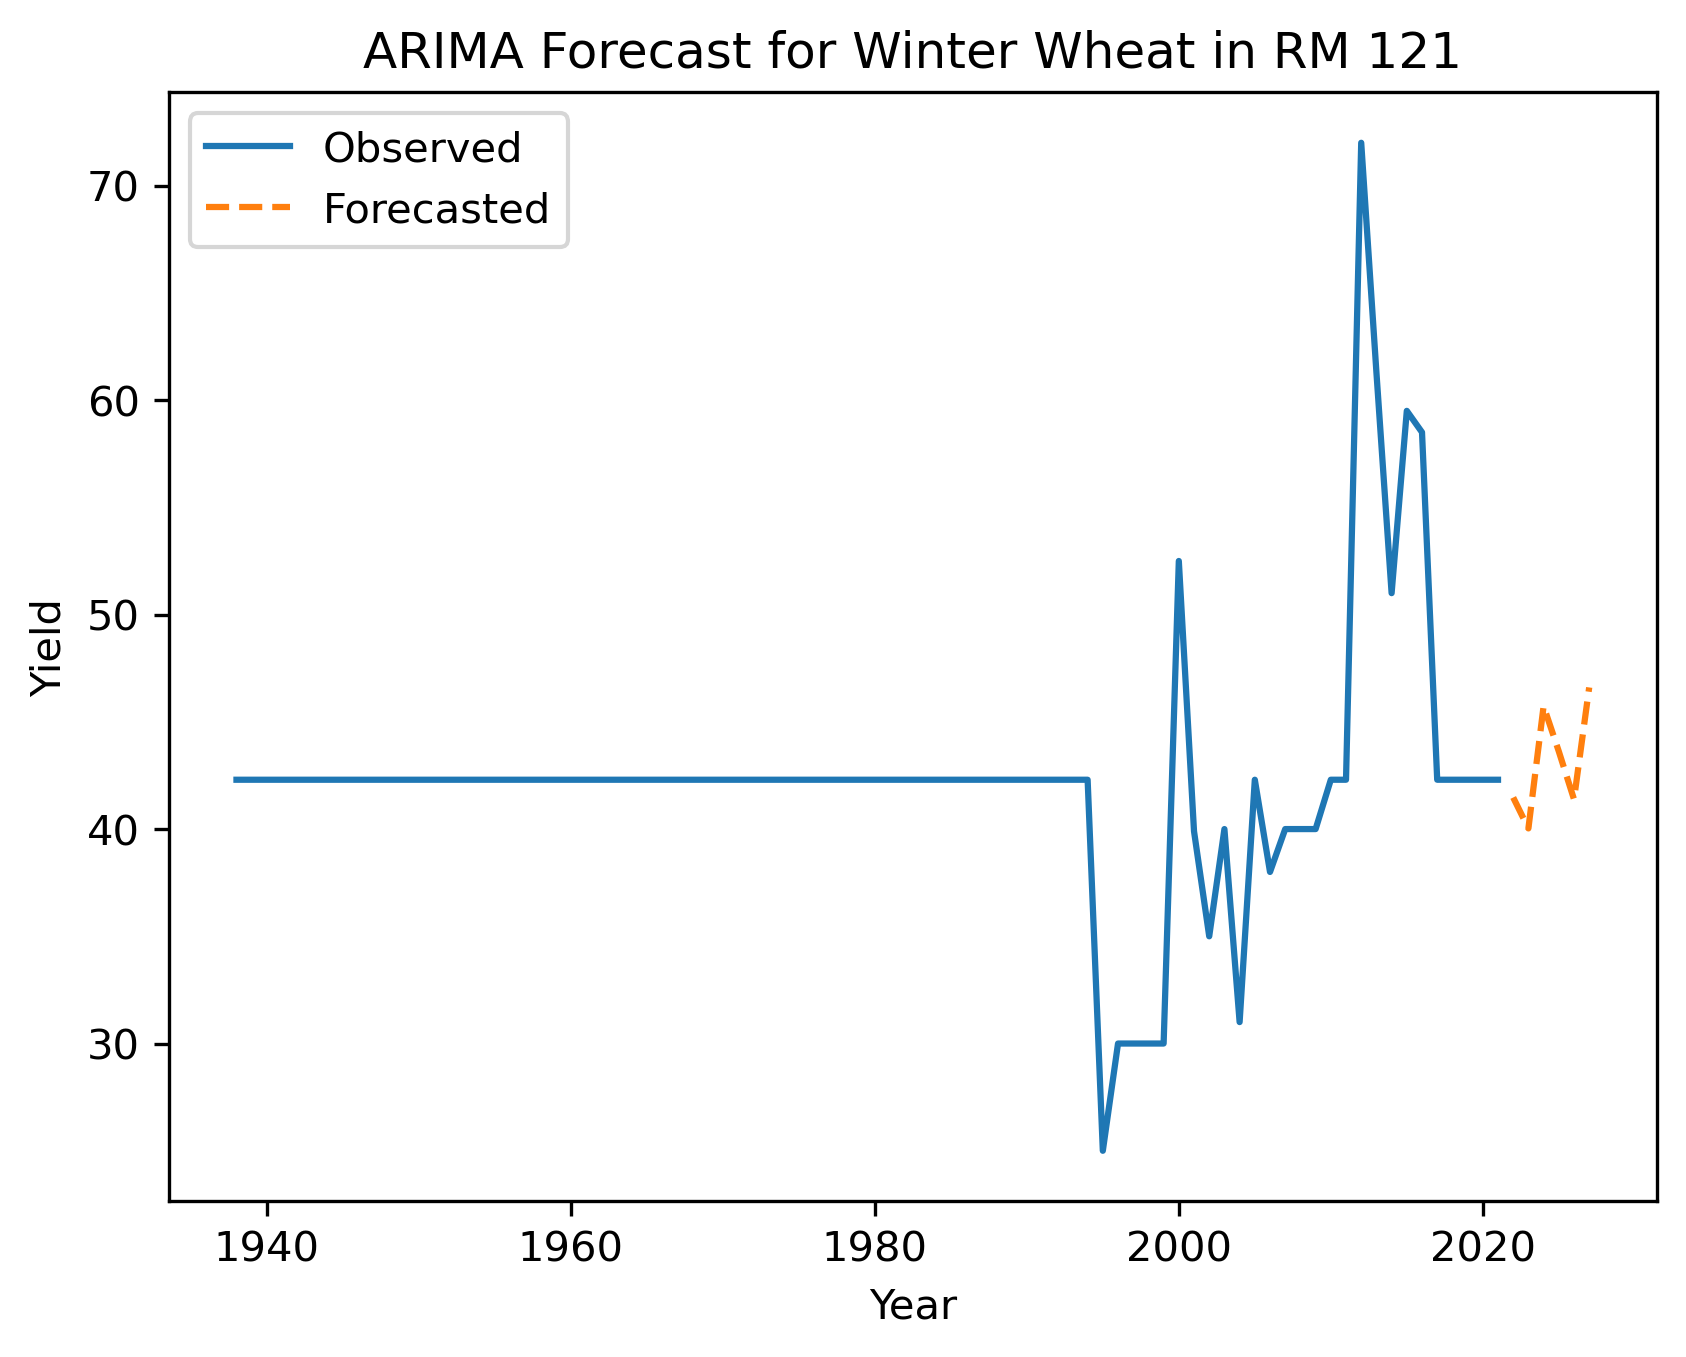 ARIMA Forecast for Winter Wheat in RM 121
Observed
Forecasted
70
60
50
40
30
Yield
1940 1960 1980 2000 2020
Year